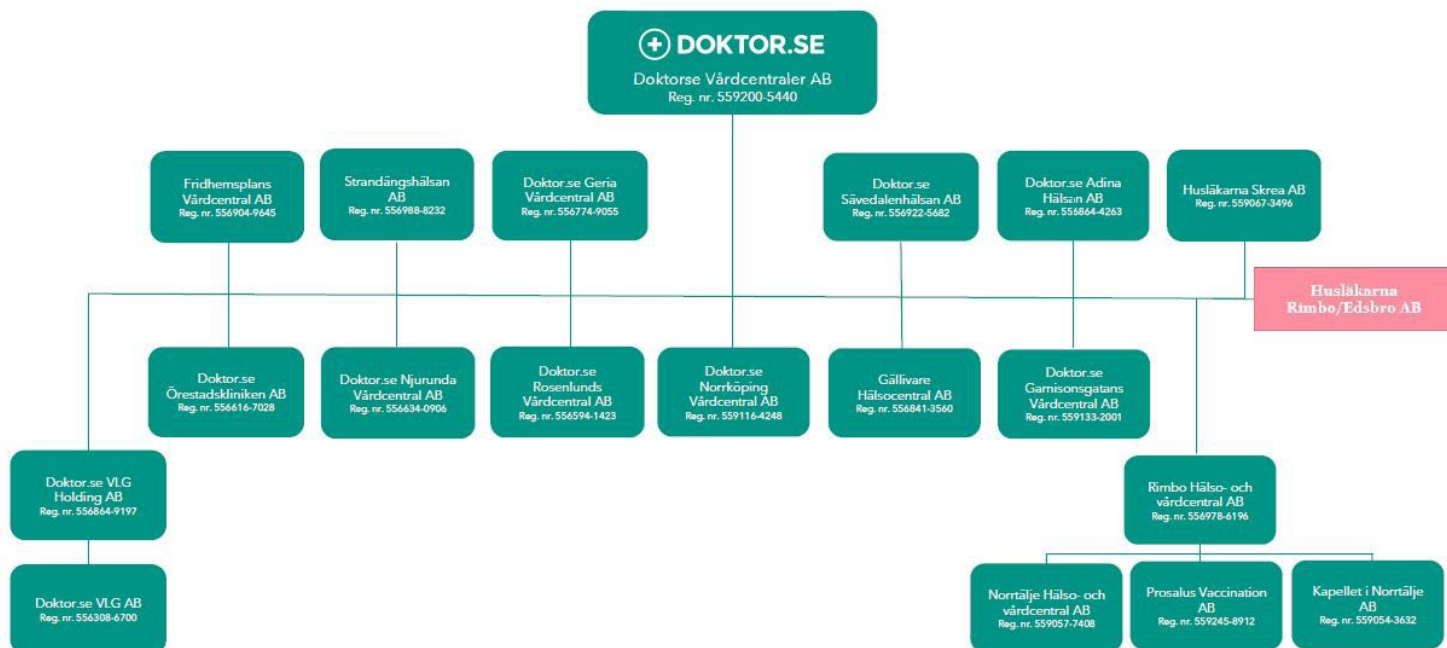 DOKTOR.SE
Doktorse Vårdcentraler AB
Reg. nr. 559200-5440
Fridhemsplans
Vårdcentral AB
Reg. nr. 556904-9645
Strandängshälsan
AB
Reg. nr. 556988-8232
Doktor.se Geria
Vårdcentral AB
Reg. nr. 556774-9055
Doktor.se
Sävedalenhälsan AB
Reg. nr. 556922-5682
Doktor.se Adina
Hälsan AB
Reg. nr. 556864-4263
Husläkarna Skrea AB
Reg. nr. 559067-3496
Husläkarna
Rimbo/Edsbro AB
Doktor.se
Örestadskliniken AB
Reg. nr. 556616-7028
Doktor.se Njurunda
Vårdcentral AB
Reg. nr. 556634-0906
Doktor.se
Rosenlunds
Vårdcentral AB
Reg. nr. 556594-1423
Doktor.se
Norrköping
Vårdcentral AB
Reg. nr. 559116-4248
Gällivare
Hälsocentral AB
Reg. nr. 556841-3560
Doktor.se
Garnisonsgatans
Vårdcentral AB
Reg. nr. 559133-2001
Doktor.se VLG
Holding AB
Reg. nr. 556864-9197
Rimbo Hälso- och
vårdcentral AB
Reg. nr. 556978-6196
Doktor.se VLG AB
Reg. nr. 556308-6700
Norrtälje Hälso- och
vårdcentral AB
Reg. nr. 559057-7408
Prosalus Vaccination
AB
Reg. nr. 559245-8912
Kapellet i Norrtälje
AB
Reg. nr. 559054-3632